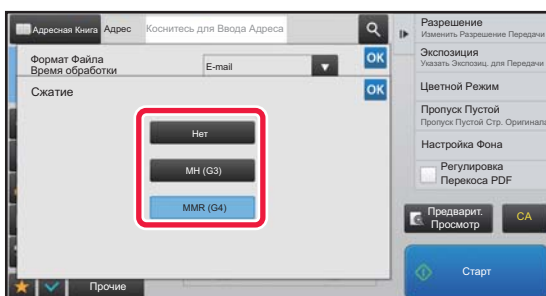 Адресная Книга
Адрес
Коснитесь для Ввода Адреса
Формат Файла
Время обработки
E-mail
OK
Сжатие
OK
Нет
MH (G3)
MMR (G4)
Прочие
Разрешение
Изменить Разрешение Передачи
Экспозиция
Указать Экспозиц. для Передачи
Цветной Режим
Пропуск Пустой
Пропуск Пустой Стр. Оригинала
Настройка Фона
Регулировка
Перекоса PDF
Предварит.
Просмотр
CA
Старт